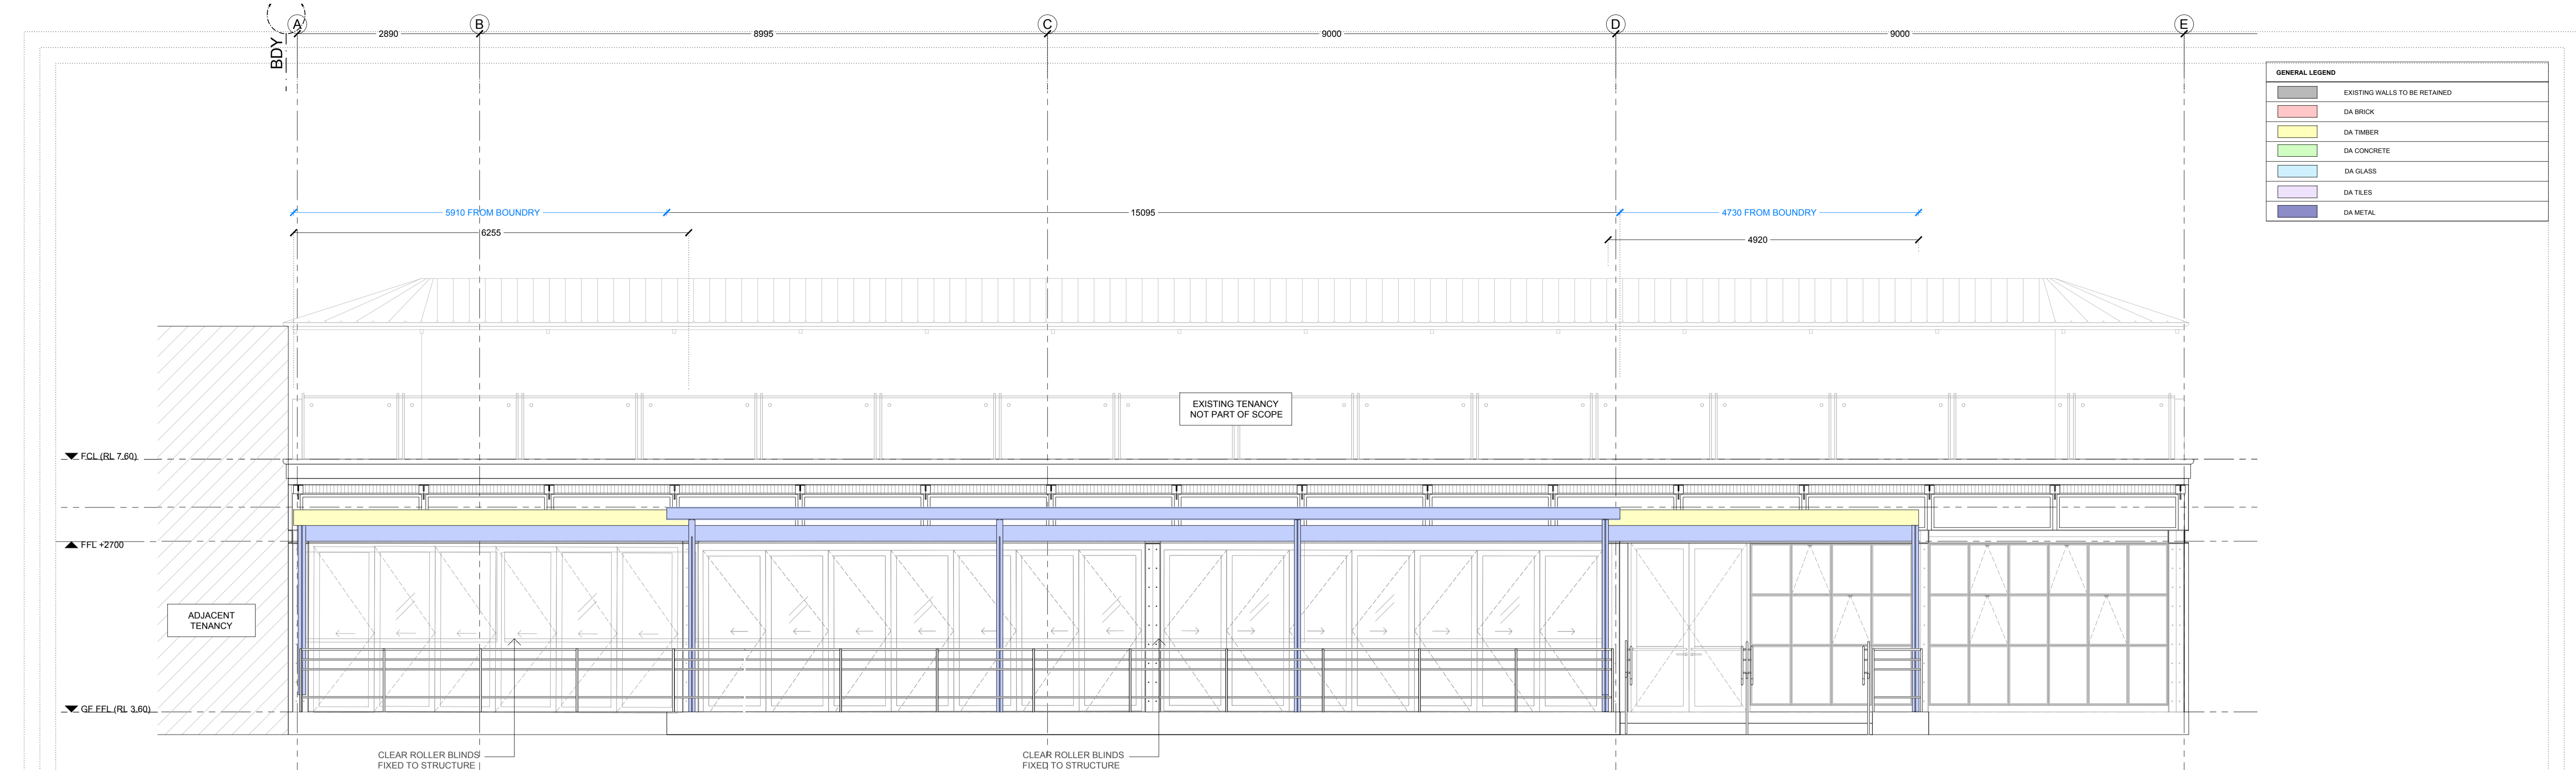 A
B
C
D
E
BDY
2890
8995
9000
9000
GENERAL LEGEND
EXISTING WALLS TO BE RETAINED
DA BRICK
DA TIMBER
DA CONCRETE
DA GLASS
DA TILES
DA METAL
5910 FROM BOUNDRY
15095
4730 FROM BOUNDRY
6255
4920
EXISTING TENANCY
NOT PART OF SCOPE
FCL (RL 7.60)
FFL +2700
ADJACENT
TENANCY
GF FFL (RL 3.60)
CLEAR ROLLER BLINDS
FIXED TO STRUCTURE
CLEAR ROLLER BLINDS
FIXED TO STRUCTURE